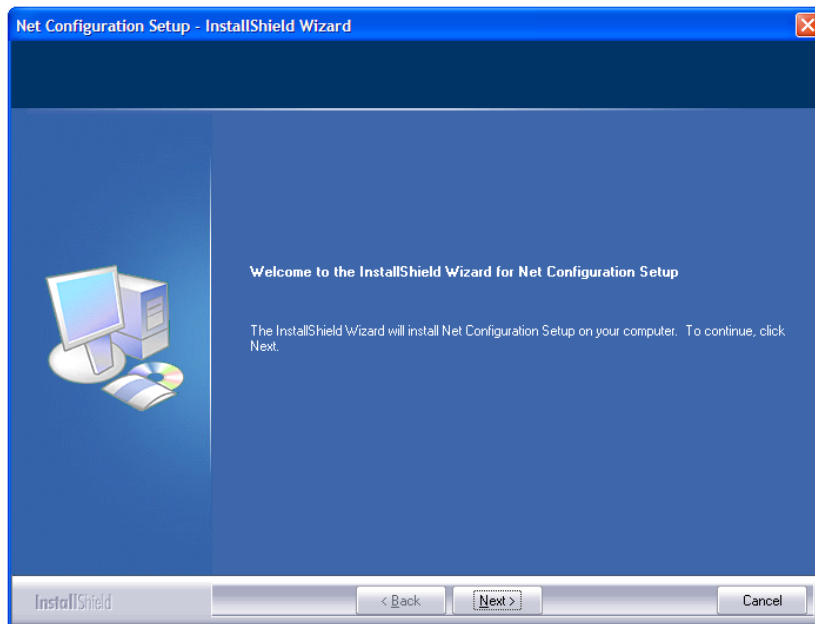 Net Configuration Setup - InstallShield Wizard
Welcome to the InstallShield Wizard for Net Configuration Setup
The InstallShield Wizard will install Net Configuration Setup on your computer.  To continue, click
Next.
InstallShield
< Back
Next >
Cancel